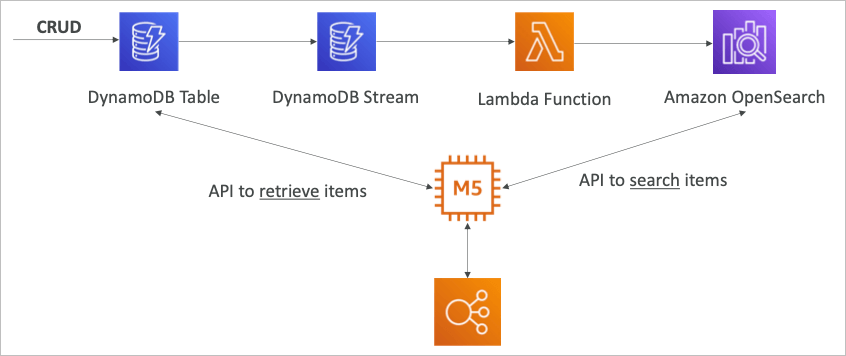 CRUD
DynamoDB Table
DynamoDB Stream
Lambda Function
Amazon OpenSearch
API to retrieve items
API to search items
M5